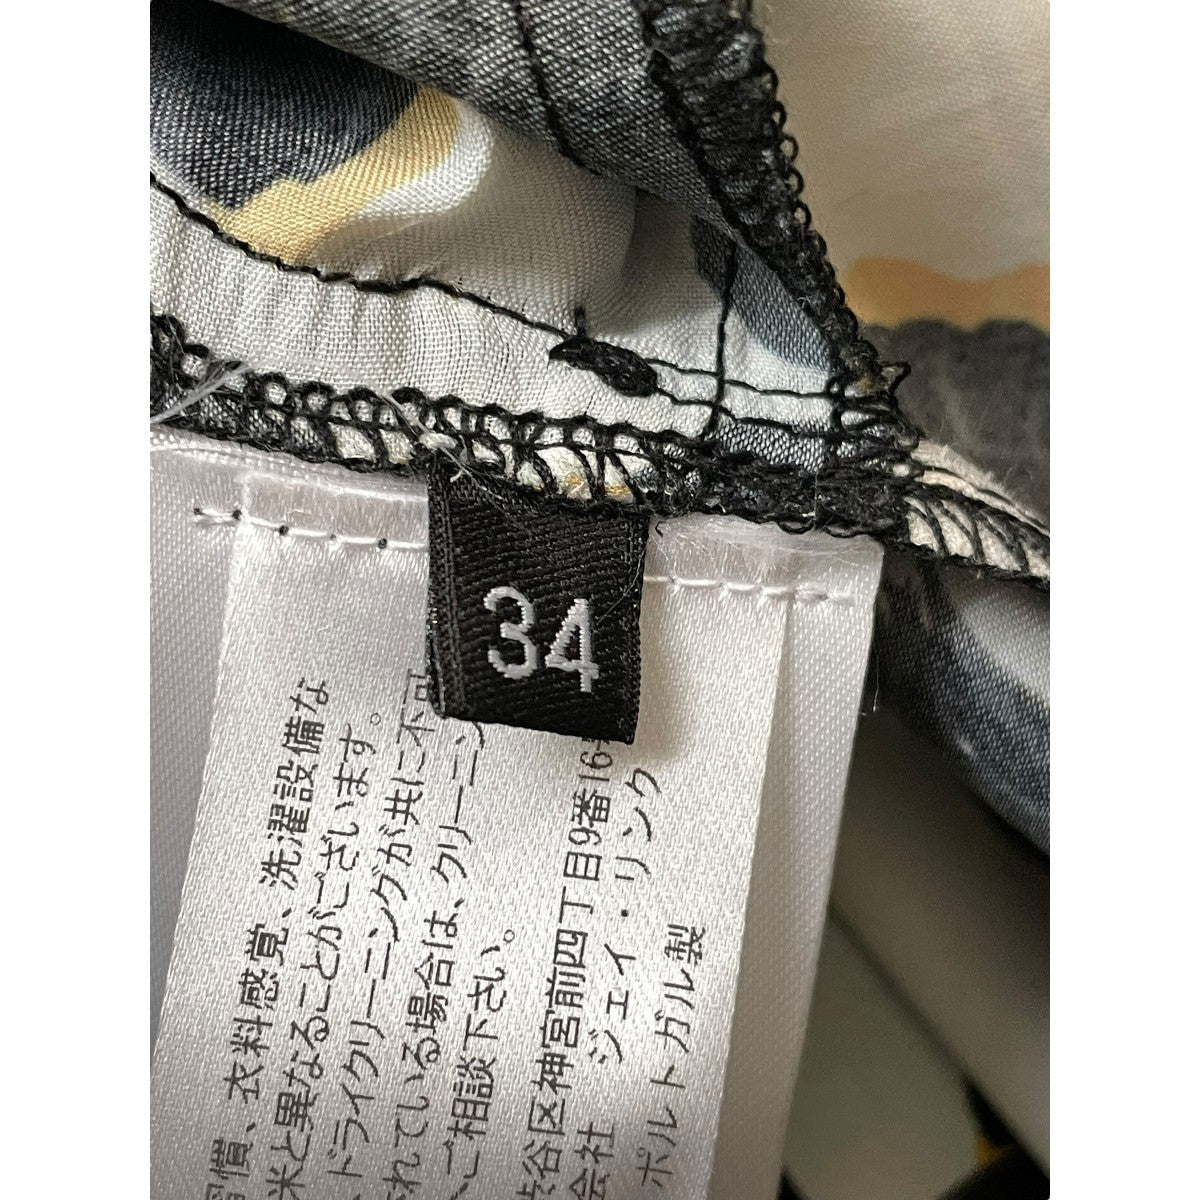 34
習慣、衣料感覚、洗濯設備な
米と異なることがございます。
ドライクリーニングが共に不可
れている場合は、クリーニン
ご相談下さい。
渋谷区神宮前四丁目9番16
会社 ジェイ・リンク
ポルトガル製